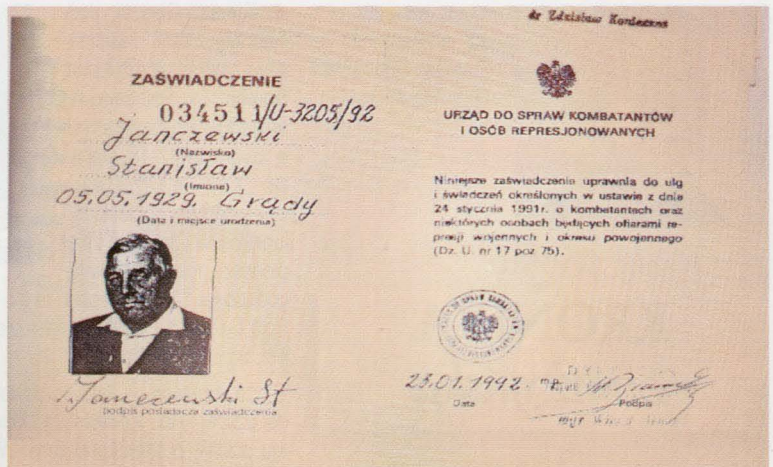 ZAŚWIADCZENIE
034511/U-3205/92
Janczewski
(Nazwisko)
Stanisław
(Imiona)
05.05.1929. Grądy
(Data i miejsce urodzenia)
Janczewski St
podpis posiadacza zaświadczenia
dr Zdzisław
URZĄD DO SPRAW KOMBATANTÓW
I OSÓB REPRESJONOWANYCH
Niniejsze zaświadczenie uprawnia do ulg
i świadczeń określonych w ustawie z dnia
24 stycznia 1991r. o kombatantach oraz
niektórych osobach będących ofiarami re-
presji wojennych i okresu powojennego
(Dz. U. nr 17 poz 75).
23.01.1992.
Data
Podpis
mgr